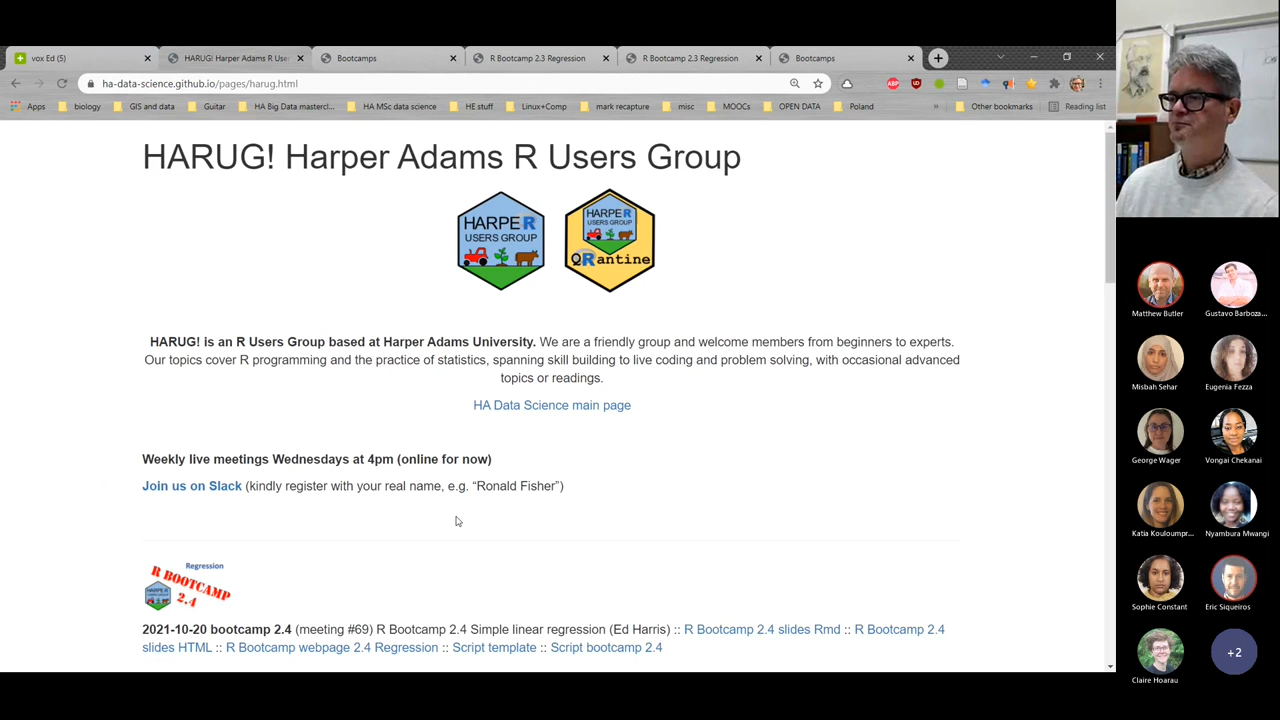 vox Ed (5)
HARUG! Harper Adams R Use
Bootcamps
R Bootcamp 2.3 Regression
R Bootcamp 2.3 Regression
Bootcamps
ha-data-science.github.io/pages/harug.html
Apps
biology
GIS and data
Guitar
HA Big Data mastercl...
HA MSc data science
HE stuff
Linux+Comp
mark recapture
misc
MOOCs
OPEN DATA
Poland
»
Other bookmarks
Reading list
HARUG! Harper Adams R Users Group
HARPE R
USERS GROUP
HARPE R
USERS GROUP
QRantine
HARUG! is an R Users Group based at Harper Adams University. We are a friendly group and welcome members from beginners to experts.
Our topics cover R programming and the practice of statistics, spanning skill building to live coding and problem solving, with occasional advanced
topics or readings.
HA Data Science main page
Weekly live meetings Wednesdays at 4pm (online for now)
Join us on Slack (kindly register with your real name, e.g. “Ronald Fisher”)
Regression
R BOOTCAMP
2.4
2021-10-20 bootcamp 2.4 (meeting #69) R Bootcamp 2.4 Simple linear regression (Ed Harris) :: R Bootcamp 2.4 slides Rmd :: R Bootcamp 2.4
slides HTML :: R Bootcamp webpage 2.4 Regression :: Script template :: Script bootcamp 2.4
Matthew Butler
Gustavo Barboza...
Misbah Sehar
Eugenia Fezza
George Wager
Vongai Chekanai
Katia Kouloumpr...
Nyambura Mwangi
Sophie Constant
Eric Siqueiros
Claire Hoarau
+2